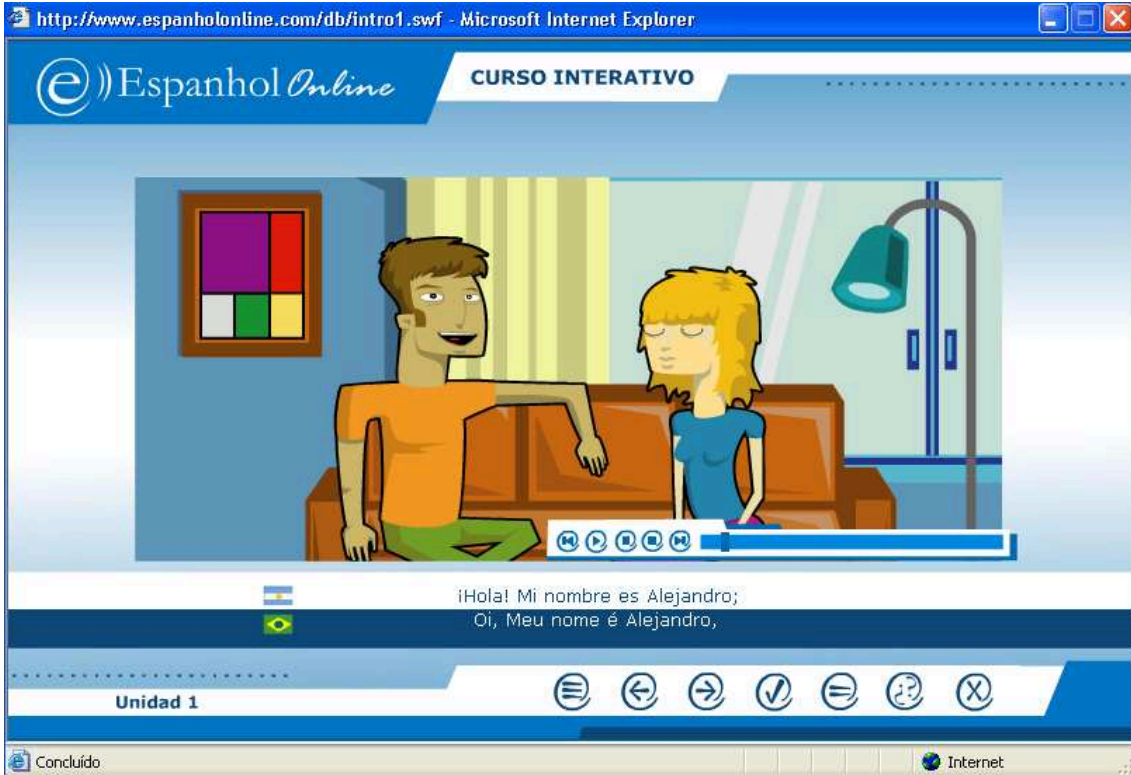 http://www.espanholonline.com/db/intro1.swf - Microsoft Internet Explorer
e)) Espanhol Online
CURSO INTERATIVO
¡Hola! Mi nombre es Alejandro;
Oi, Meu nome é Alejandro,
Unidad 1
¿?
X
Concluído
Internet